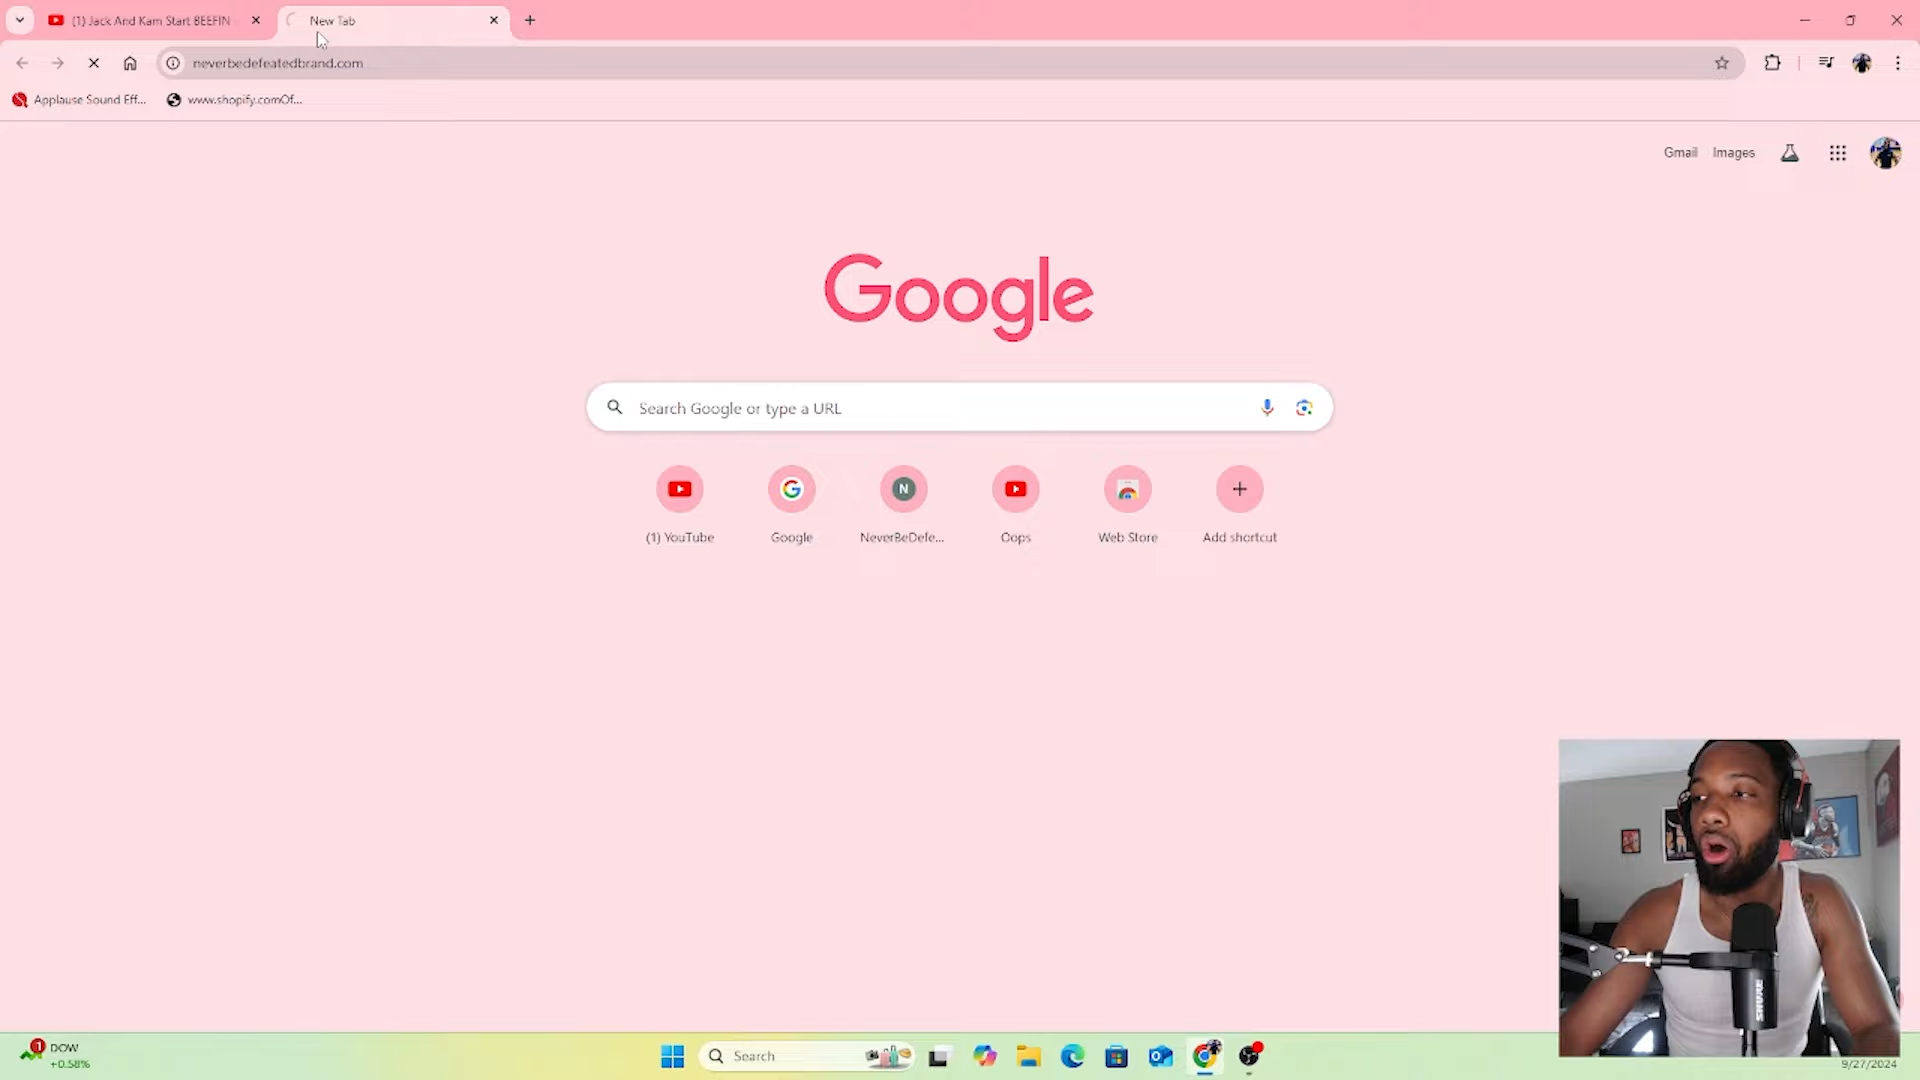 (1) Jack And Kam Start BEEFIN
New Tab
neverbedefeatedbrand.com
Applause Sound Eff...
www.shopify.comOf...
Gmail
Images
Google
Search Google or type a URL
N
(1) YouTube
Google
NeverBeDefe...
Oops
Web Store
Add shortcut
SHURE
1
DOW
+0.58%
Search
9/27/2024